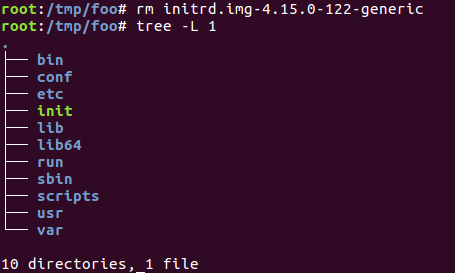 root:/tmp/foo# rm initrd.img-4.15.0-122-generic
root:/tmp/foo# tree -L 1
.
├── bin
├── conf
├── etc
├── init
├── lib
├── lib64
├── run
├── sbin
├── scripts
├── usr
└── var

10 directories, 1 file